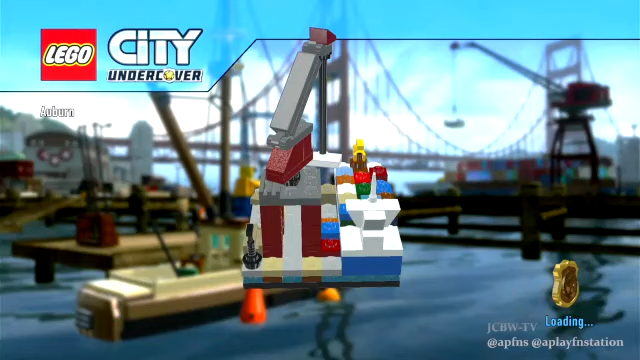 LEGO
CITY
UNDERCOVER
Auburn
Loading...
JCBW-TV
@apfns @aplayfnstation